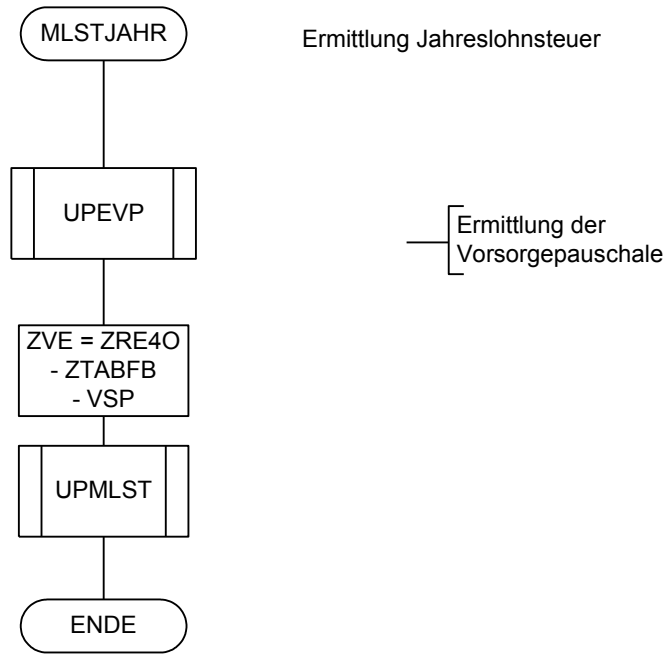 MLSTJAHR
Ermittlung Jahreslohnsteuer
UPEVP
Ermittlung der
Vorsorgepauschale
ZVE = ZRE4O
- ZTABFB
- VSP
UPMLST
ENDE